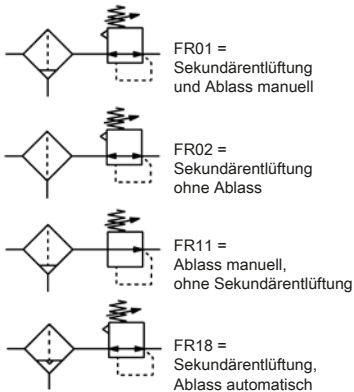 FR01 =
Sekundärentlüftung
und Ablass manuell
FR02 =
Sekundärentlüftung
ohne Ablass
FR11 =
Ablass manuell,
ohne Sekundärentlüftung
FR18 =
Sekundärentlüftung,
Ablass automatisch